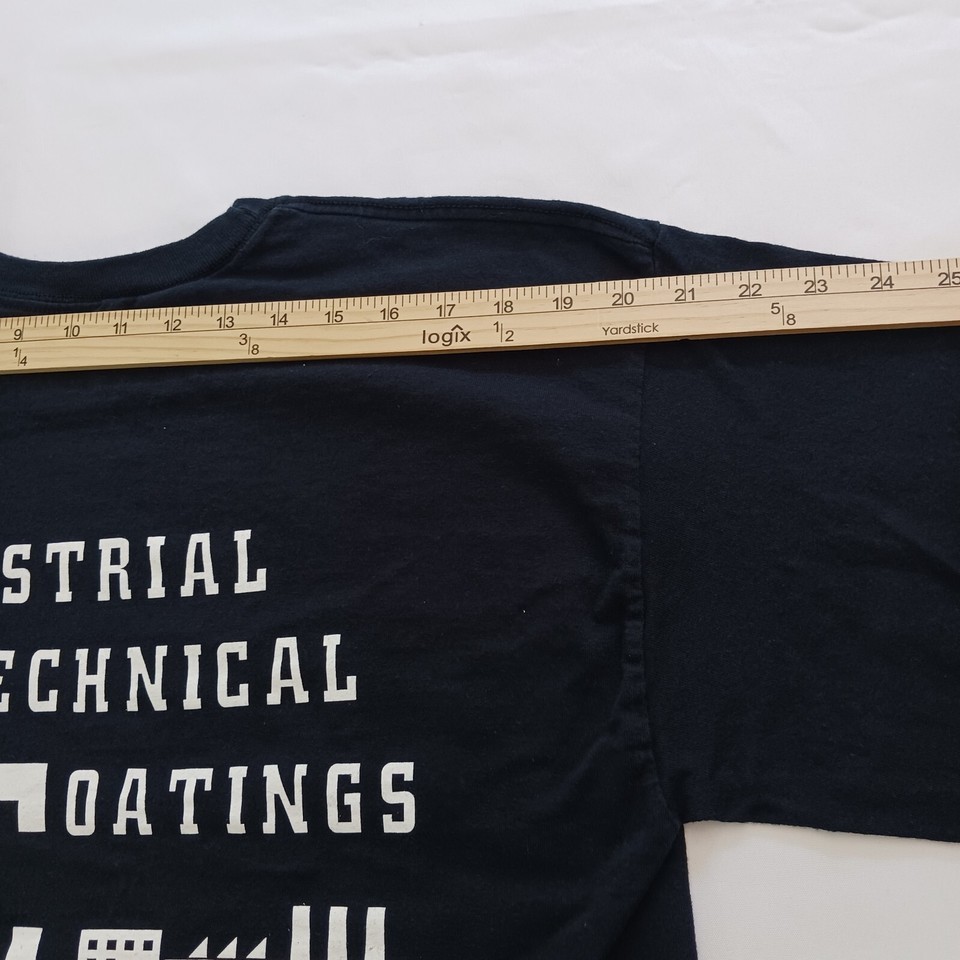 9 10 11 12 13 14 15 16 17 18 19 20 21 22 23 24 25
1/4 3/8 logix 1/2 Yardstick 5/8
STRIAL
ECHNICAL
OATINGS